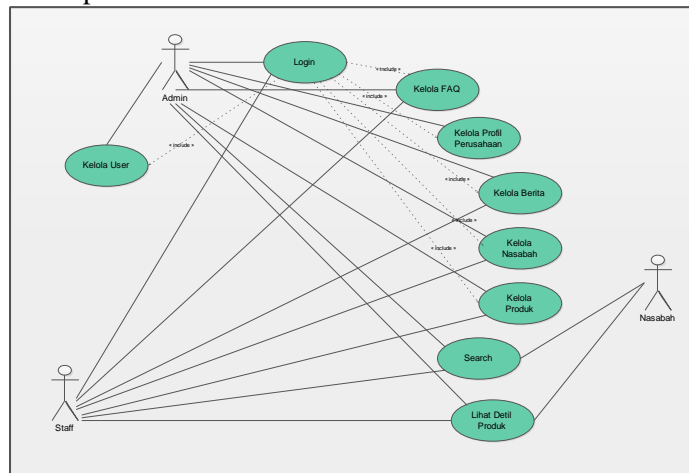 Login
« include »
Kelola FAQ
Admin
« include »
Kelola Profil
Perusahaan
« include »
Kelola User
« include »
Kelola Berita
« include »
Kelola
Nasabah
« include »
Kelola
Produk
Nasabah
Search
Staff
Lihat Detil
Produk